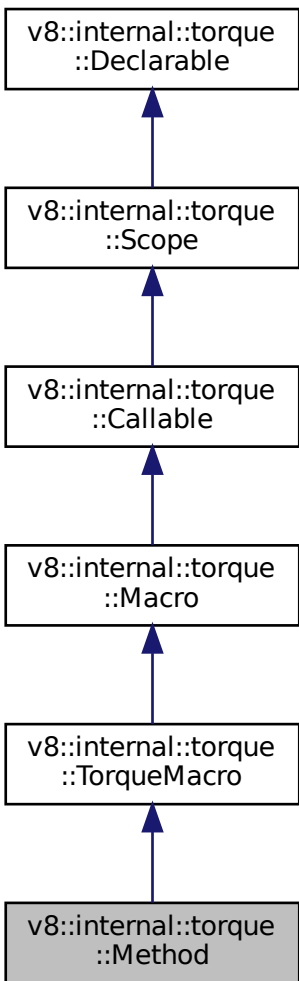 v8::internal::torque
::Declarable
v8::internal::torque
::Scope
v8::internal::torque
::Callable
v8::internal::torque
::Macro
v8::internal::torque
::TorqueMacro
v8::internal::torque
::Method